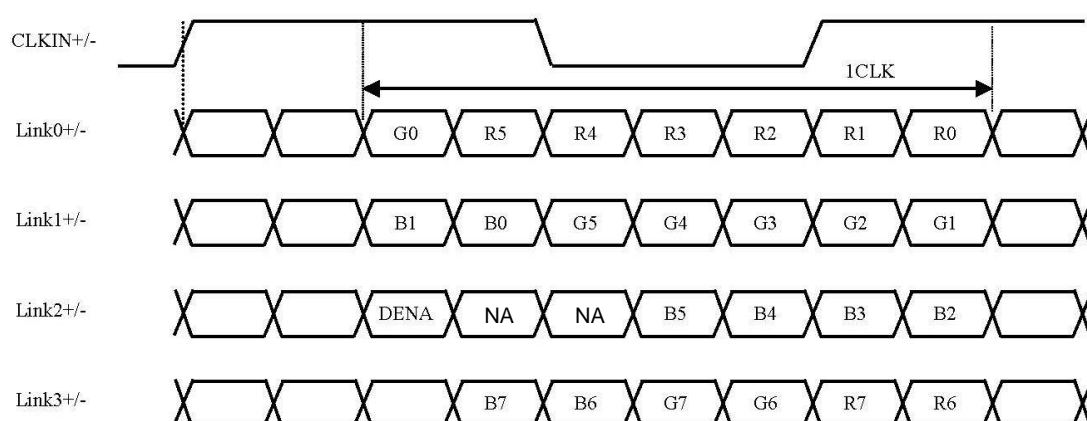 CLKIN+/-
1CLK
Link0+/- G0 R5 R4 R3 R2 R1 R0
Link1+/- B1 B0 G5 G4 G3 G2 G1
Link2+/- DENA NA NA B5 B4 B3 B2
Link3+/- B7 B6 G7 G6 R7 R6